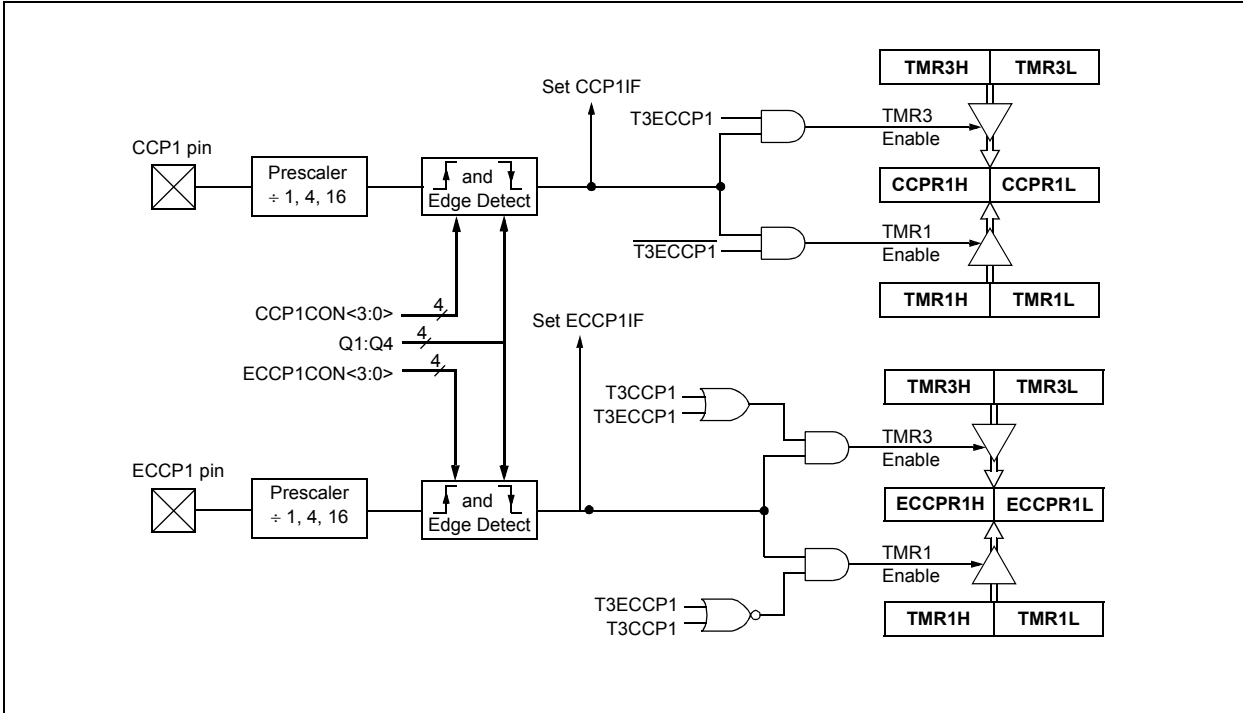 TMR3H TMR3L
Set CCP1IF
T3ECCP1
TMR3
Enable
CCP1 pin
Prescaler
÷ 1, 4, 16
and
Edge Detect
CCPR1H CCPR1L
T3ECCP1
TMR1
Enable
TMR1H TMR1L
CCP1CON<3:0> 4
Q1:Q4 4
ECCP1CON<3:0> 4
Set ECCP1IF
TMR3H TMR3L
T3CCP1
T3ECCP1
TMR3
Enable
ECCP1 pin
Prescaler
÷ 1, 4, 16
and
Edge Detect
ECCPR1H ECCPR1L
TMR1
Enable
T3ECCP1
T3CCP1
TMR1H TMR1L